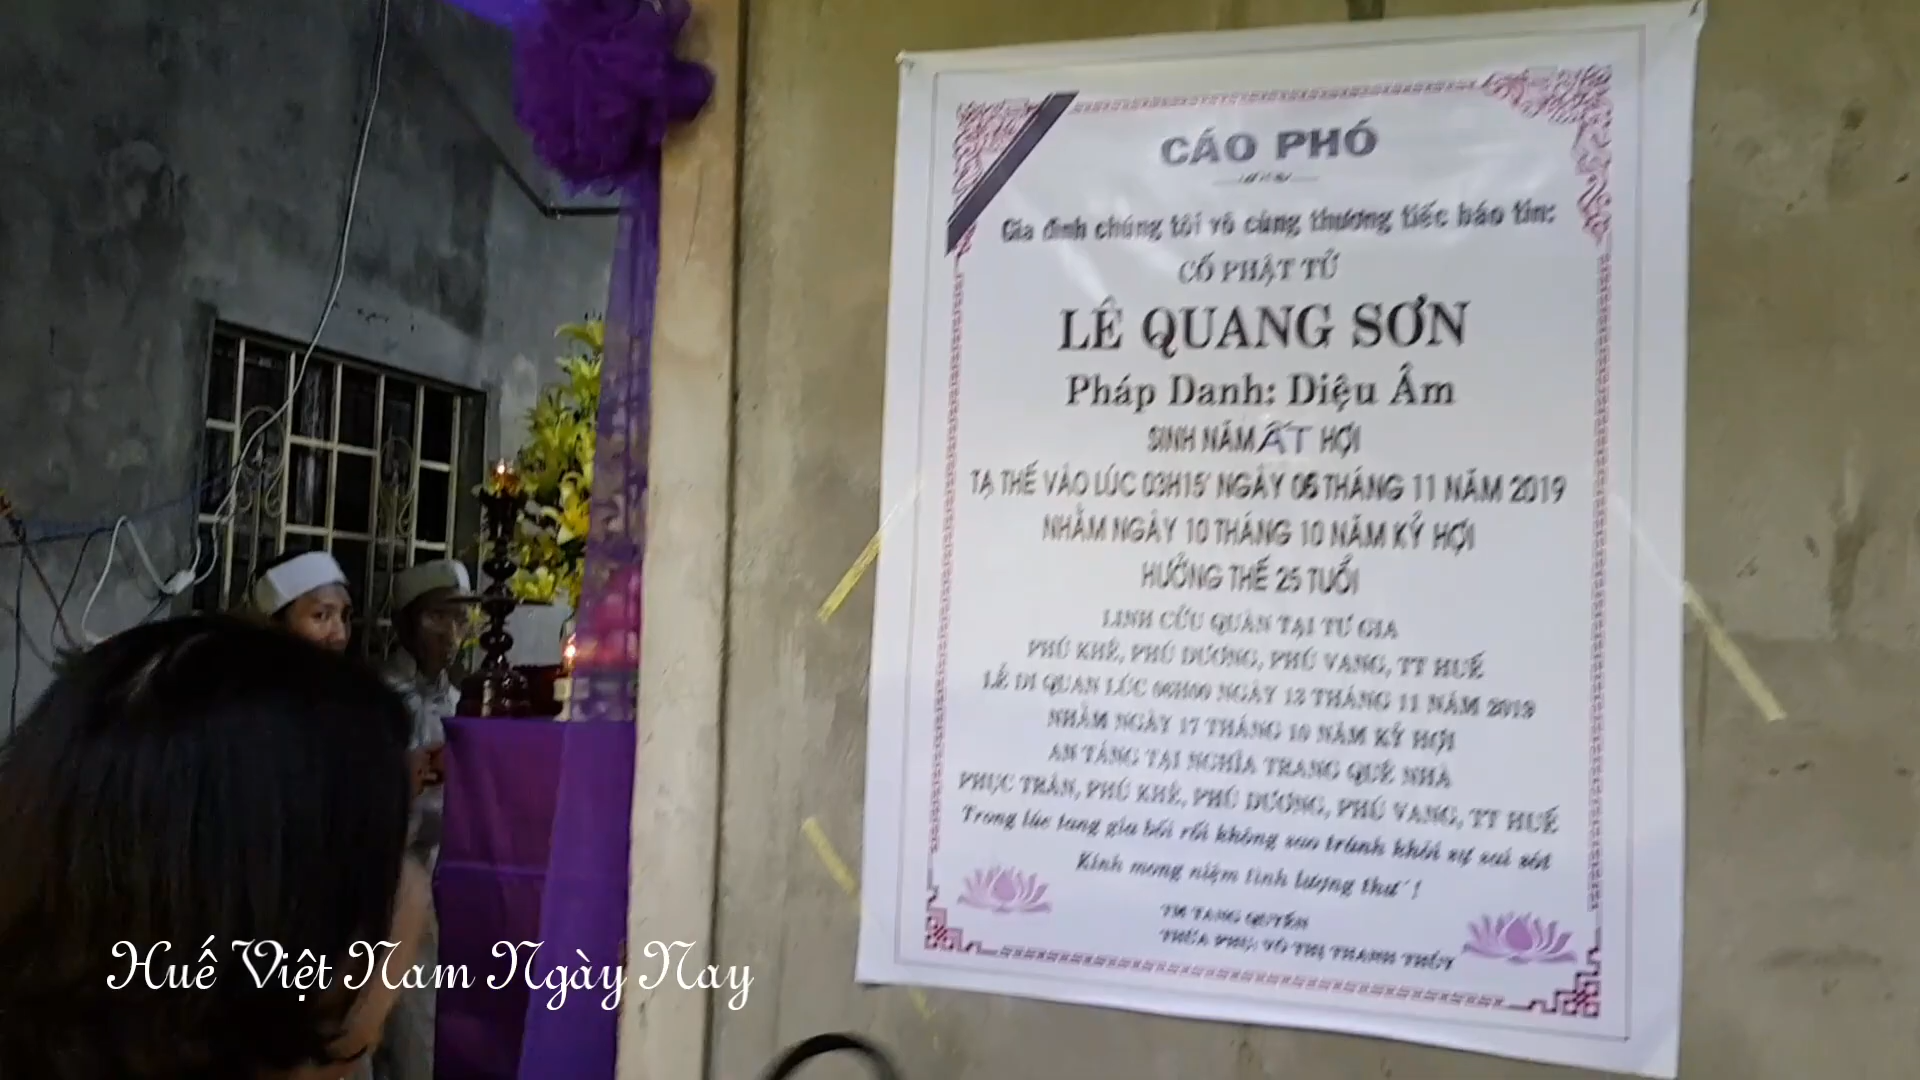 CÁO PHÓ
Gia đình chúng tôi vô cùng thương tiếc báo tin:
CỐ PHẬT TỬ
LÊ QUANG SƠN
Pháp Danh: Diệu Âm
SINH NĂM ẤT HỢI
TẠ THẾ VÀO LÚC 03H15' NGÀY 06 THÁNG 11 NĂM 2019
NHẰM NGÀY 10 THÁNG 10 NĂM KỶ HỢI
HƯỞNG THẾ 25 TUỔI
LINH CỮU QUÀN TẠI TƯ GIA
PHÚ KHÊ, PHÚ DƯƠNG, PHÚ VANG, TT HUẾ
LỄ DI QUAN LÚC 06H00 NGÀY 13 THÁNG 11 NĂM 2019
NHẰM NGÀY 17 THÁNG 10 NĂM KỶ HỢI
AN TÁNG TẠI NGHĨA TRANG QUÊ NHÀ
PHỤC TRÀN, PHÚ KHÊ, PHÚ DƯƠNG, PHÚ VANG, TT HUẾ
Trong lúc tang gia bối rối không sao tránh khỏi sự sai sót
Kính mong niệm tình lượng thứ !
TM TANG QUYẾN
THỪA PHU: VÕ THỊ THANH THỦY
Huế Việt Nam Ngày Nay